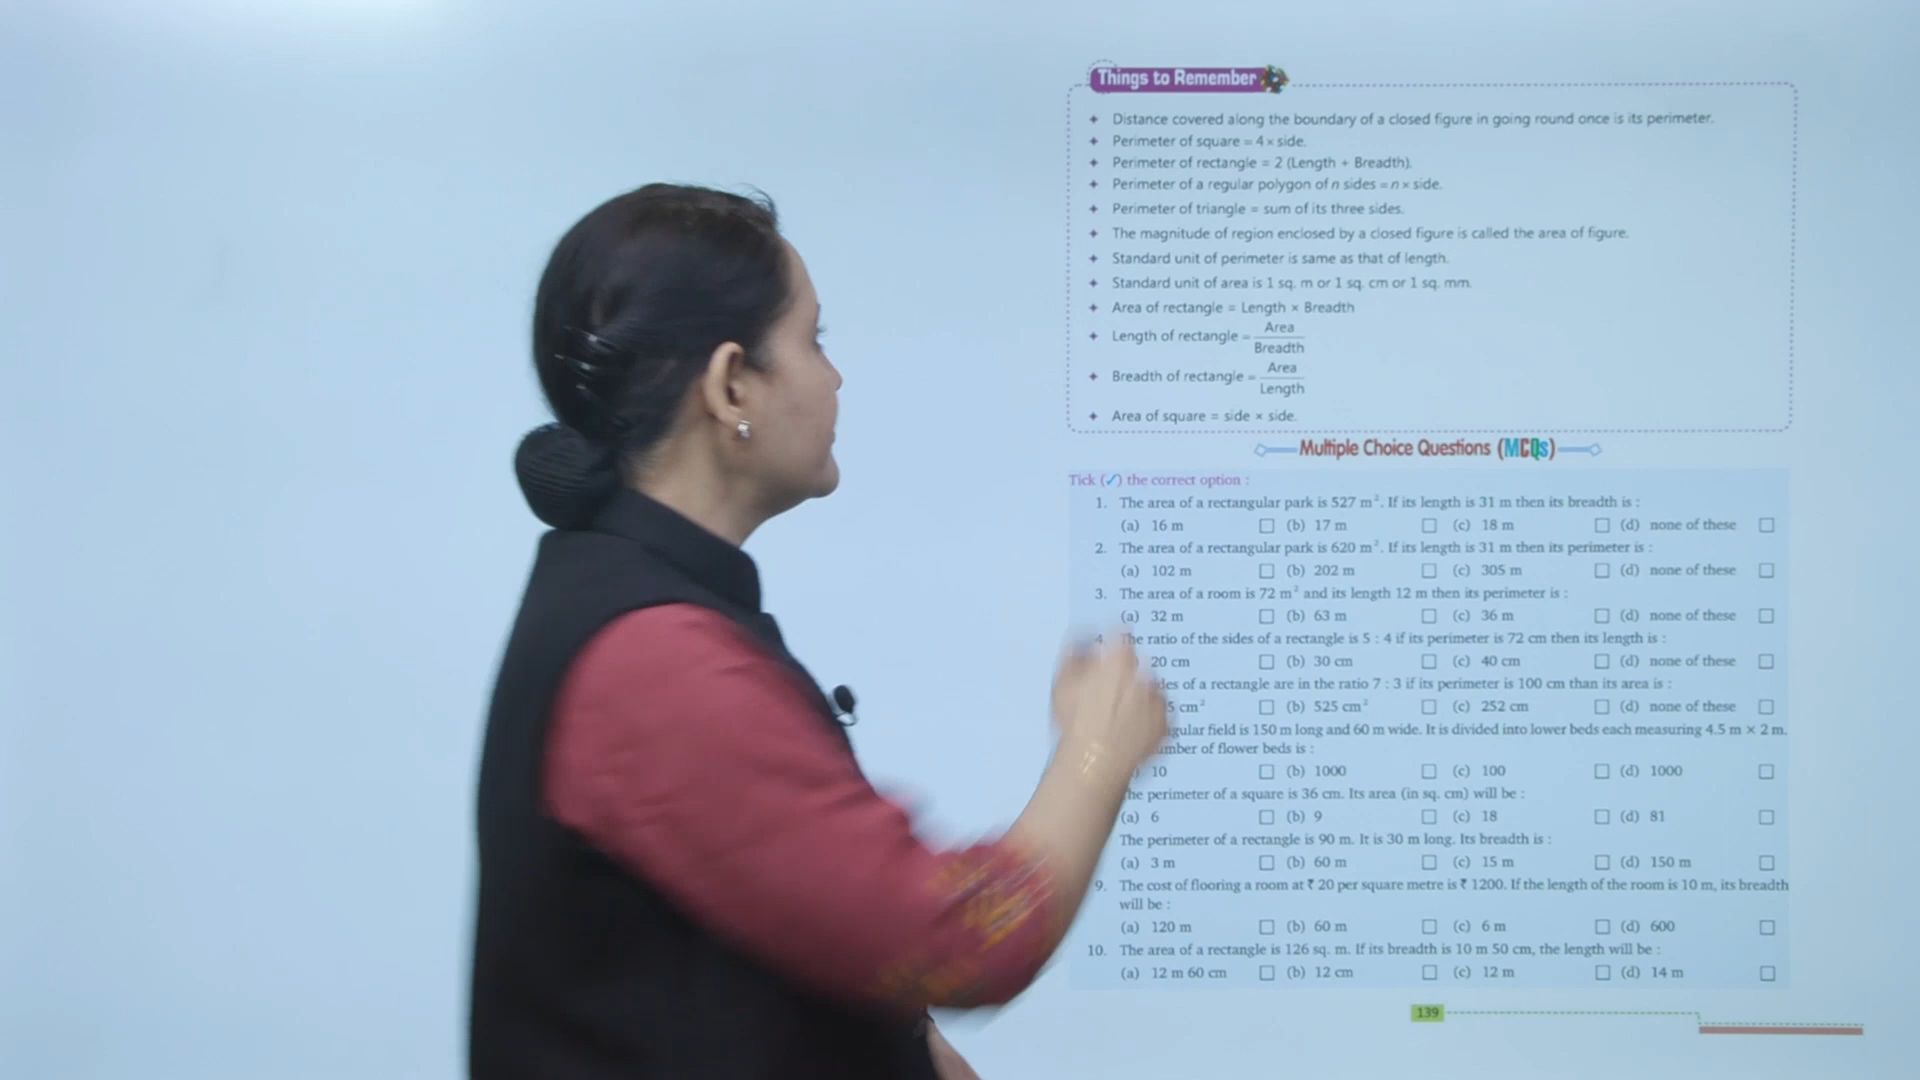 Things to Remember
+ Distance covered along the boundary of a closed figure in going round once is its perimeter.
+ Perimeter of square = 4 × side.
+ Perimeter of rectangle = 2 (Length + Breadth).
+ Perimeter of a regular polygon of n sides = n × side.
+ Perimeter of triangle = sum of its three sides.
+ The magnitude of region enclosed by a closed figure is called the area of figure.
+ Standard unit of perimeter is same as that of length.
+ Standard unit of area is 1 sq. m or 1 sq. cm or 1 sq. mm.
+ Area of rectangle = Length × Breadth
+ Length of rectangle = Area / Breadth
+ Breadth of rectangle = Area / Length
+ Area of square = side × side.
Multiple Choice Questions (MCQs)
Tick (✓) the correct option :
1. The area of a rectangular park is 527 m². If its length is 31 m then its breadth is :
(a) 16 m □ (b) 17 m □ (c) 18 m □ (d) none of these □
2. The area of a rectangular park is 620 m². If its length is 31 m then its perimeter is :
(a) 102 m □ (b) 202 m □ (c) 305 m □ (d) none of these □
3. The area of a room is 72 m² and its length 12 m then its perimeter is :
(a) 32 m □ (b) 63 m □ (c) 36 m □ (d) none of these □
4. The ratio of the sides of a rectangle is 5 : 4 if its perimeter is 72 cm then its length is :
20 cm □ (b) 30 cm □ (c) 40 cm □ (d) none of these □
of a rectangle are in the ratio 7 : 3 if its perimeter is 100 cm than its area is :
cm² □ (b) 525 cm² □ (c) 252 cm □ (d) none of these □
field is 150 m long and 60 m wide. It is divided into lower beds each measuring 4.5 m × 2 m.
of flower beds is :
10 □ (b) 1000 □ (c) 100 □ (d) 1000 □
The perimeter of a square is 36 cm. Its area (in sq. cm) will be :
(a) 6 □ (b) 9 □ (c) 18 □ (d) 81 □
The perimeter of a rectangle is 90 m. It is 30 m long. Its breadth is :
(a) 3 m □ (b) 60 m □ (c) 15 m □ (d) 150 m □
9. The cost of flooring a room at ₹ 20 per square metre is ₹ 1200. If the length of the room is 10 m, its breadth
will be :
(a) 120 m □ (b) 60 m □ (c) 6 m □ (d) 600 □
10. The area of a rectangle is 126 sq. m. If its breadth is 10 m 50 cm, the length will be :
(a) 12 m 60 cm □ (b) 12 cm □ (c) 12 m □ (d) 14 m □
139